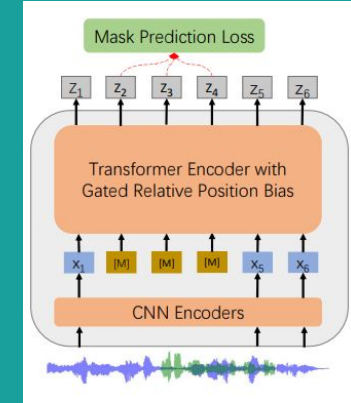 Mask Prediction Loss
Z1 Z2 Z3 Z4 Z5 Z6
Transformer Encoder with
Gated Relative Position Bias
X1 [M] [M] [M] X5 X6
CNN Encoders